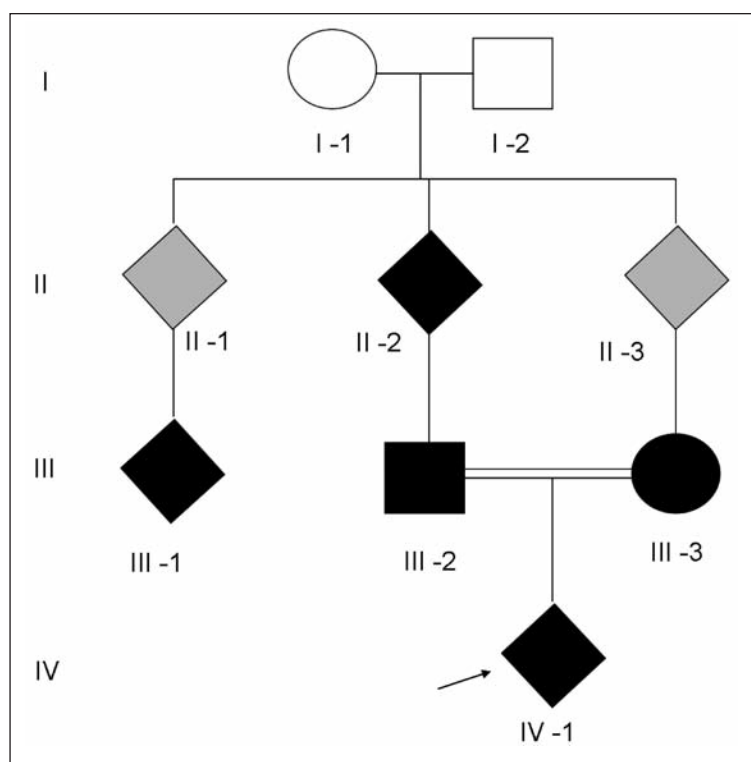 I
I -1
I -2
II
II -1
II -2
II -3
III
III -1
III -2
III -3
IV
IV -1